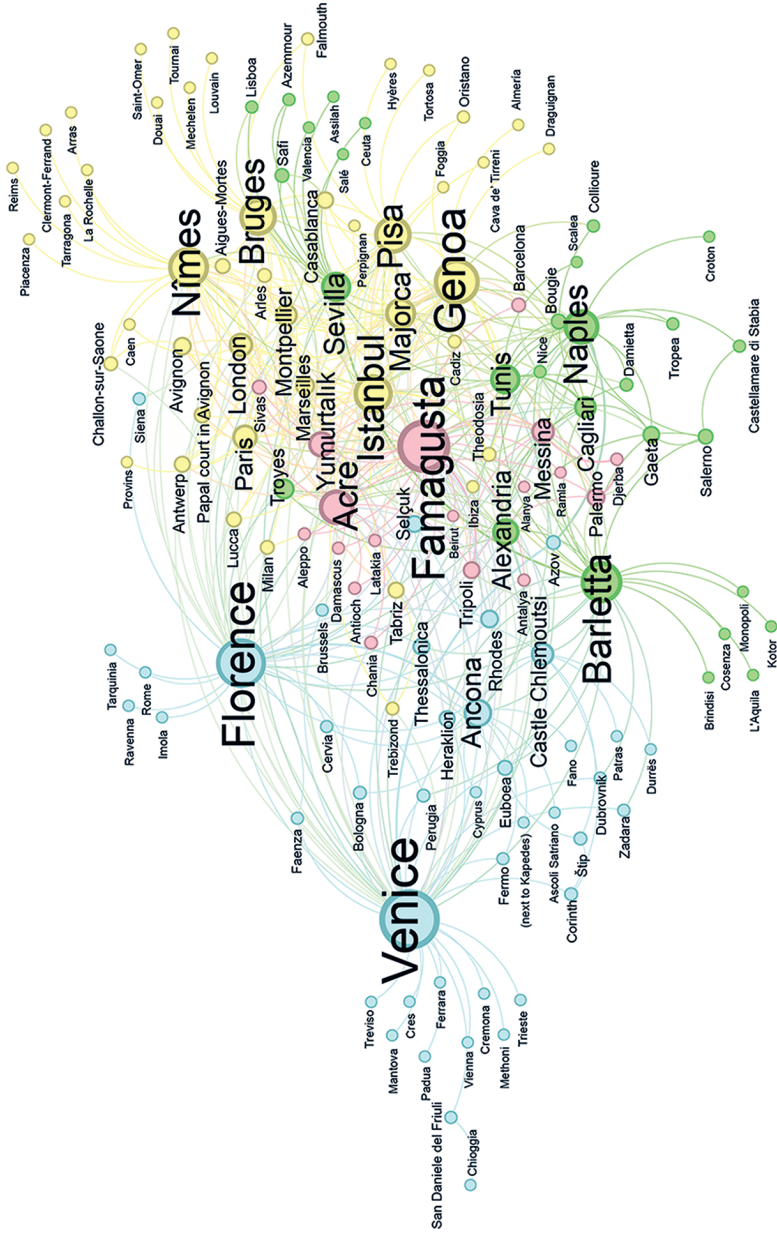 Reims
Piacenza
Clermont-Ferrand
Tarragona
Arras
La Rochelle
Saint-Omer
Tournai
Douai
Mechelen
Louvain
Lisboa
Azemmour
Falmouth
Nîmes
Aigues-Mortes
Bruges
Safi
Valencia
Assilah
Salé
Ceuta
Hyères
Tortosa
Oristano
Almería
Draguignan
Foggia
Cava de' Tirreni
Casablanca
Perpignan
Pisa
Genoa
Barcelona
Scalea
Collioure
Croton
Challon-sur-Saone
Caen
Arles
Avignon
London
Montpellier
Sevilla
Majorca
Cadiz
Bougie
Nice
Naples
Damietta
Tropea
Castellamare di Stabia
Siena
Papal court in Avignon
Sivas
Marseilles
Istanbul
Tunis
Provins
Antwerp
Paris
Troyes
Yumurtalik
Famagusta
Theodosia
Messina
Cagliari
Gaeta
Salerno
Lucca
Milan
Acre
Selçuk
Ibiza
Alanya
Ramla
Palermo
Djerba
Aleppo
Damascus
Latakia
Antioch
Beirut
Alexandria
Azov
Antalya
Tripoli
Tabriz
Chania
Florence
Brussels
Thessalonica
Rhodes
Castle Chlemoutsi
Barletta
Tarquinia
Ravenna
Rome
Imola
Cervia
Trebizond
Heraklion
Ancona
Brindisi
Cosenza
Monopoli
L'Aquila
Kotor
Faenza
Bologna
Perugia
Cyprus
Euboea
Fano
Patras
Durrës
Dubrovnik
Zadara
Štip
Ascoli Satriano
Fermo
(next to Kapedes)
Corinth
Venice
Treviso
Mantova
Cres
Ferrara
Padua
Vienna
Cremona
Methoni
Trieste
San Daniele del Friuli
Chioggia